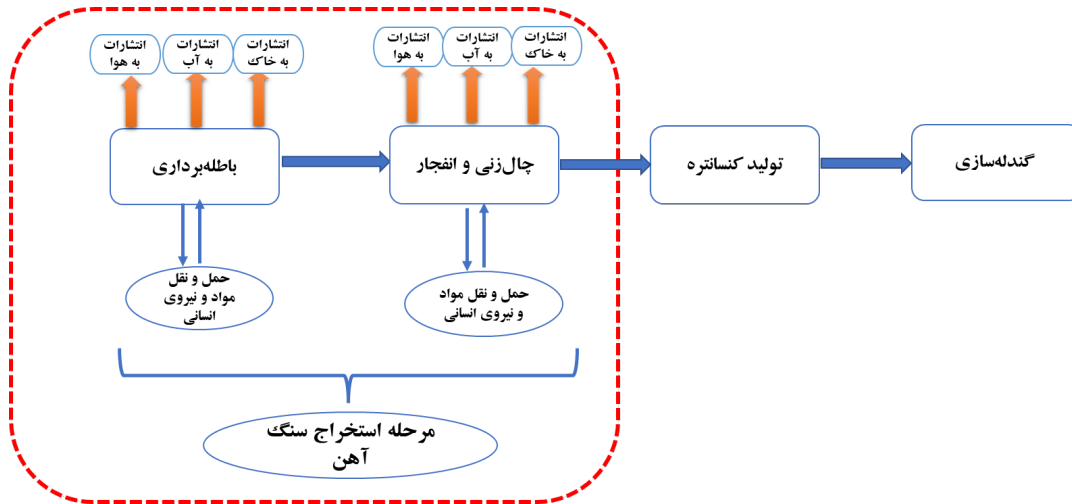 انتشارات
به خاک
انتشارات
به آب
انتشارات
به هوا
انتشارات
به خاک
انتشارات
به آب
انتشارات
به هوا
گندله‌سازی
تولید کنسانتره
چال‌زنی و انفجار
باطله‌برداری
حمل و نقل مواد
و نیروی انسانی
حمل و نقل
مواد و نیروی
انسانی
مرحله استخراج سنگ
آهن